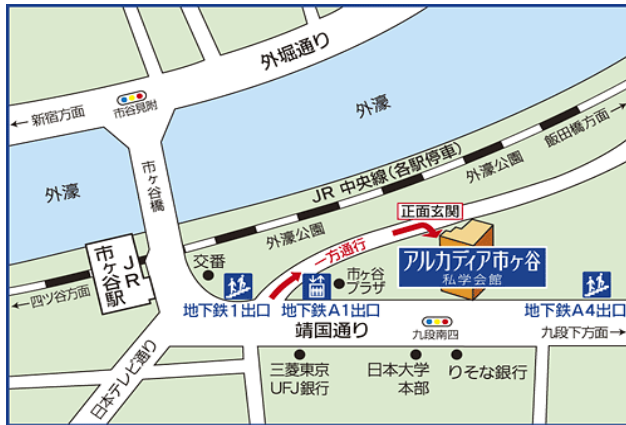 外堀通り
市谷見附
← 新宿方面
外濠
外濠
市ヶ谷橋
飯田橋方面→
JR 中央線(各駅停車)
外濠公園
外濠公園
正面玄関
一方通行
アルカディア市ヶ谷
私学会館
JR
市ヶ谷駅
交番
市ヶ谷
プラザ
←四ツ谷方面
地下鉄1出口
地下鉄A1出口
地下鉄A4出口
靖国通り
九段南四
九段下方面→
日本テレビ通り
三菱東京
UFJ銀行
日本大学
本部
りそな銀行